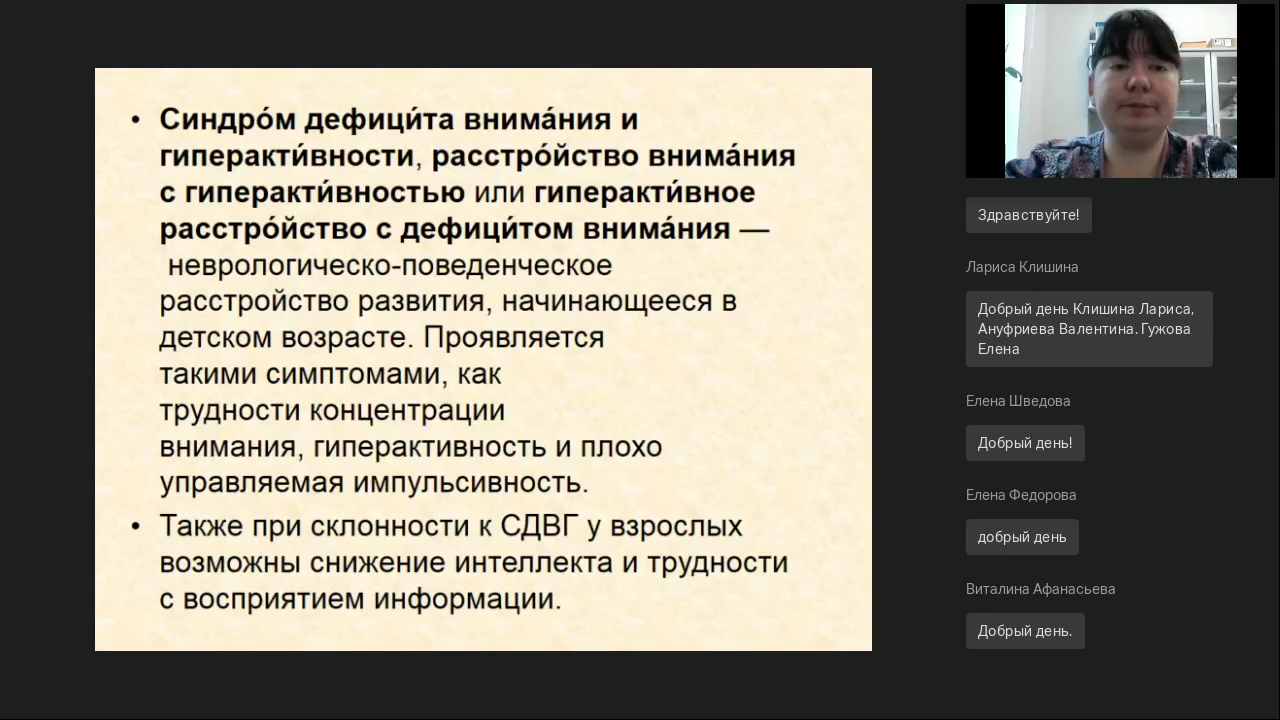 • Синдро́м дефици́та внима́ния и
гиперакти́вности, расстро́йство внима́ния
с гиперакти́вностью или гиперакти́вное
расстро́йство с дефици́том внима́ния —
неврологическо-поведенческое
расстройство развития, начинающееся в
детском возрасте. Проявляется
такими симптомами, как
трудности концентрации
внимания, гиперактивность и плохо
управляемая импульсивность.
• Также при склонности к СДВГ у взрослых
возможны снижение интеллекта и трудности
с восприятием информации.
Здравствуйте!
Лариса Клишина
Добрый день Клишина Лариса,
Ануфриева Валентина. Гужова
Елена
Елена Шведова
Добрый день!
Елена Федорова
добрый день
Виталина Афанасьева
Добрый день.